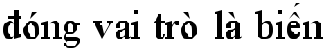 đóng vai trò là biến